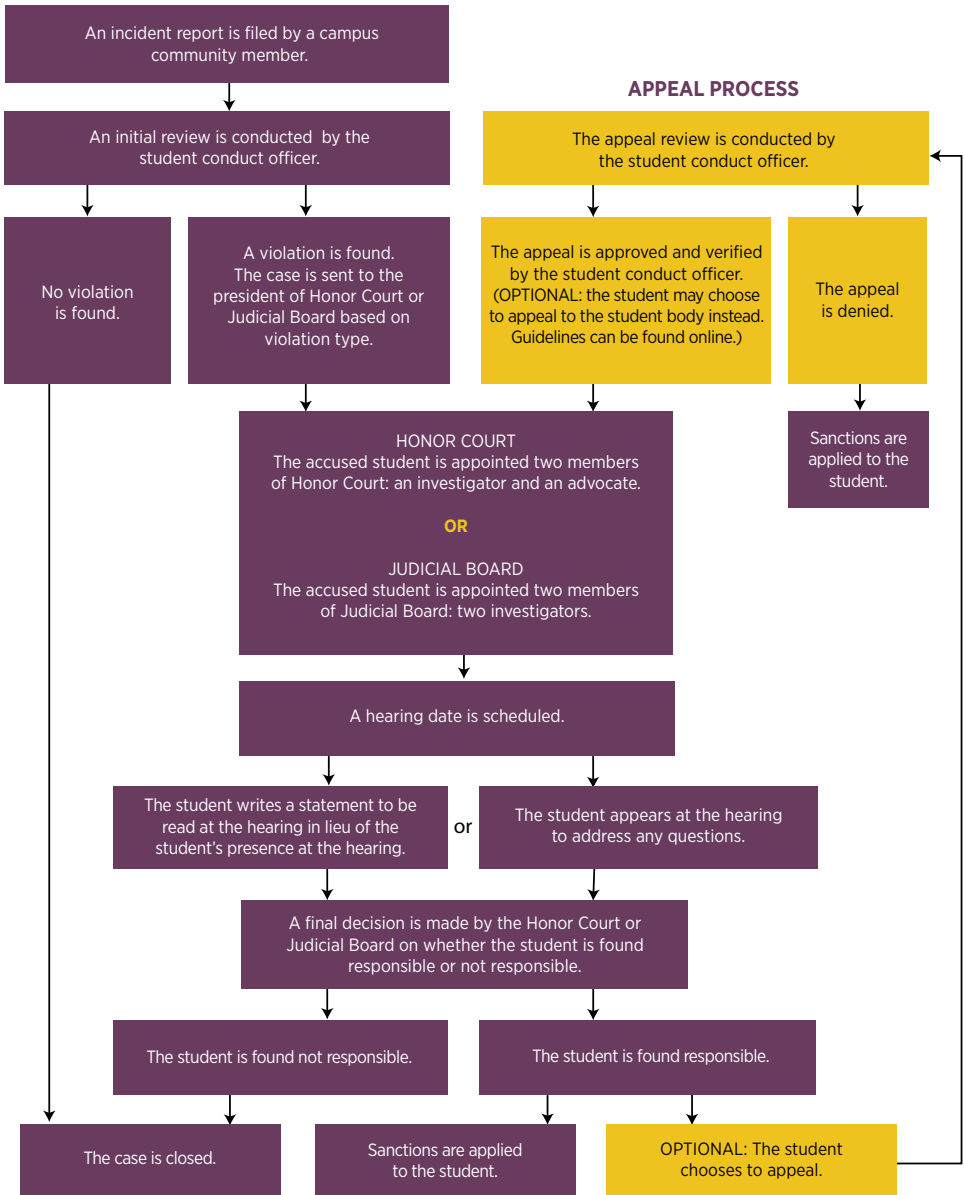 An incident report is filed by a campus
community member.
APPEAL PROCESS
An initial review is conducted by the
student conduct officer.
The appeal review is conducted by
the student conduct officer.
No violation
is found.
A violation is found.
The case is sent to the
president of Honor Court or
Judicial Board based on
violation type.
The appeal is approved and verified
by the student conduct officer.
(OPTIONAL: the student may choose
to appeal to the student body instead.
Guidelines can be found online.)
The appeal
is denied.
HONOR COURT
The accused student is appointed two members
of Honor Court: an investigator and an advocate.
OR
JUDICIAL BOARD
The accused student is appointed two members
of Judicial Board: two investigators.
Sanctions are
applied to the
student.
A hearing date is scheduled.
The student writes a statement to be
read at the hearing in lieu of the
student's presence at the hearing.
or
The student appears at the hearing
to address any questions.
A final decision is made by the Honor Court or
Judicial Board on whether the student is found
responsible or not responsible.
The student is found not responsible.
The student is found responsible.
The case is closed.
Sanctions are applied
to the student.
OPTIONAL: The student
chooses to appeal.